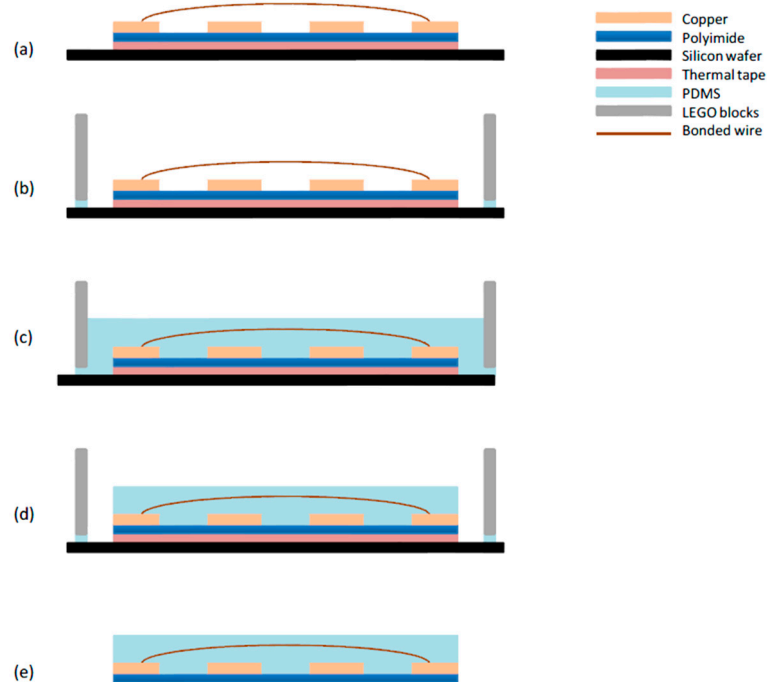 Copper
Polyimide
Silicon wafer
Thermal tape
PDMS
LEGO blocks
Bonded wire
(a)
(b)
(c)
(d)
(e)